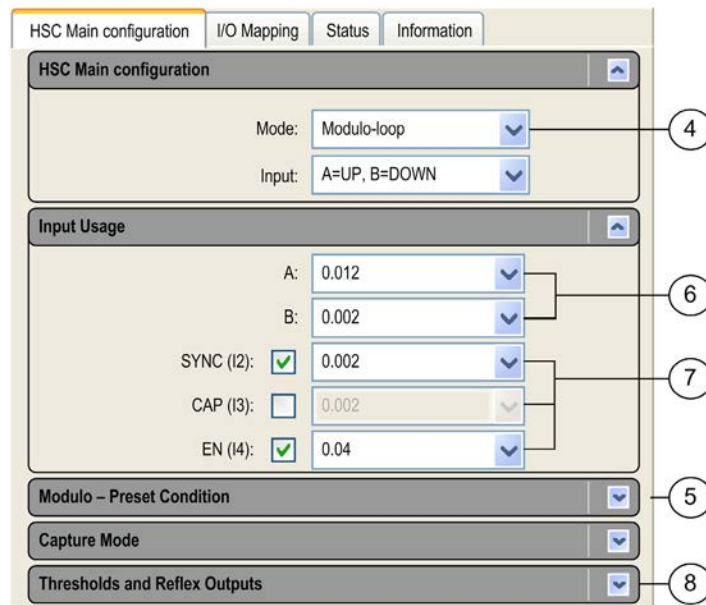 HSC Main configuration I/O Mapping Status Information
HSC Main configuration
Mode: Modulo-loop 4
Input: A=UP, B=DOWN
Input Usage
A: 0.012
6
B: 0.002
SYNC (I2): 0.002
7
CAP (I3): 0.002
EN (I4): 0.04
Modulo – Preset Condition 5
Capture Mode
Thresholds and Reflex Outputs 8